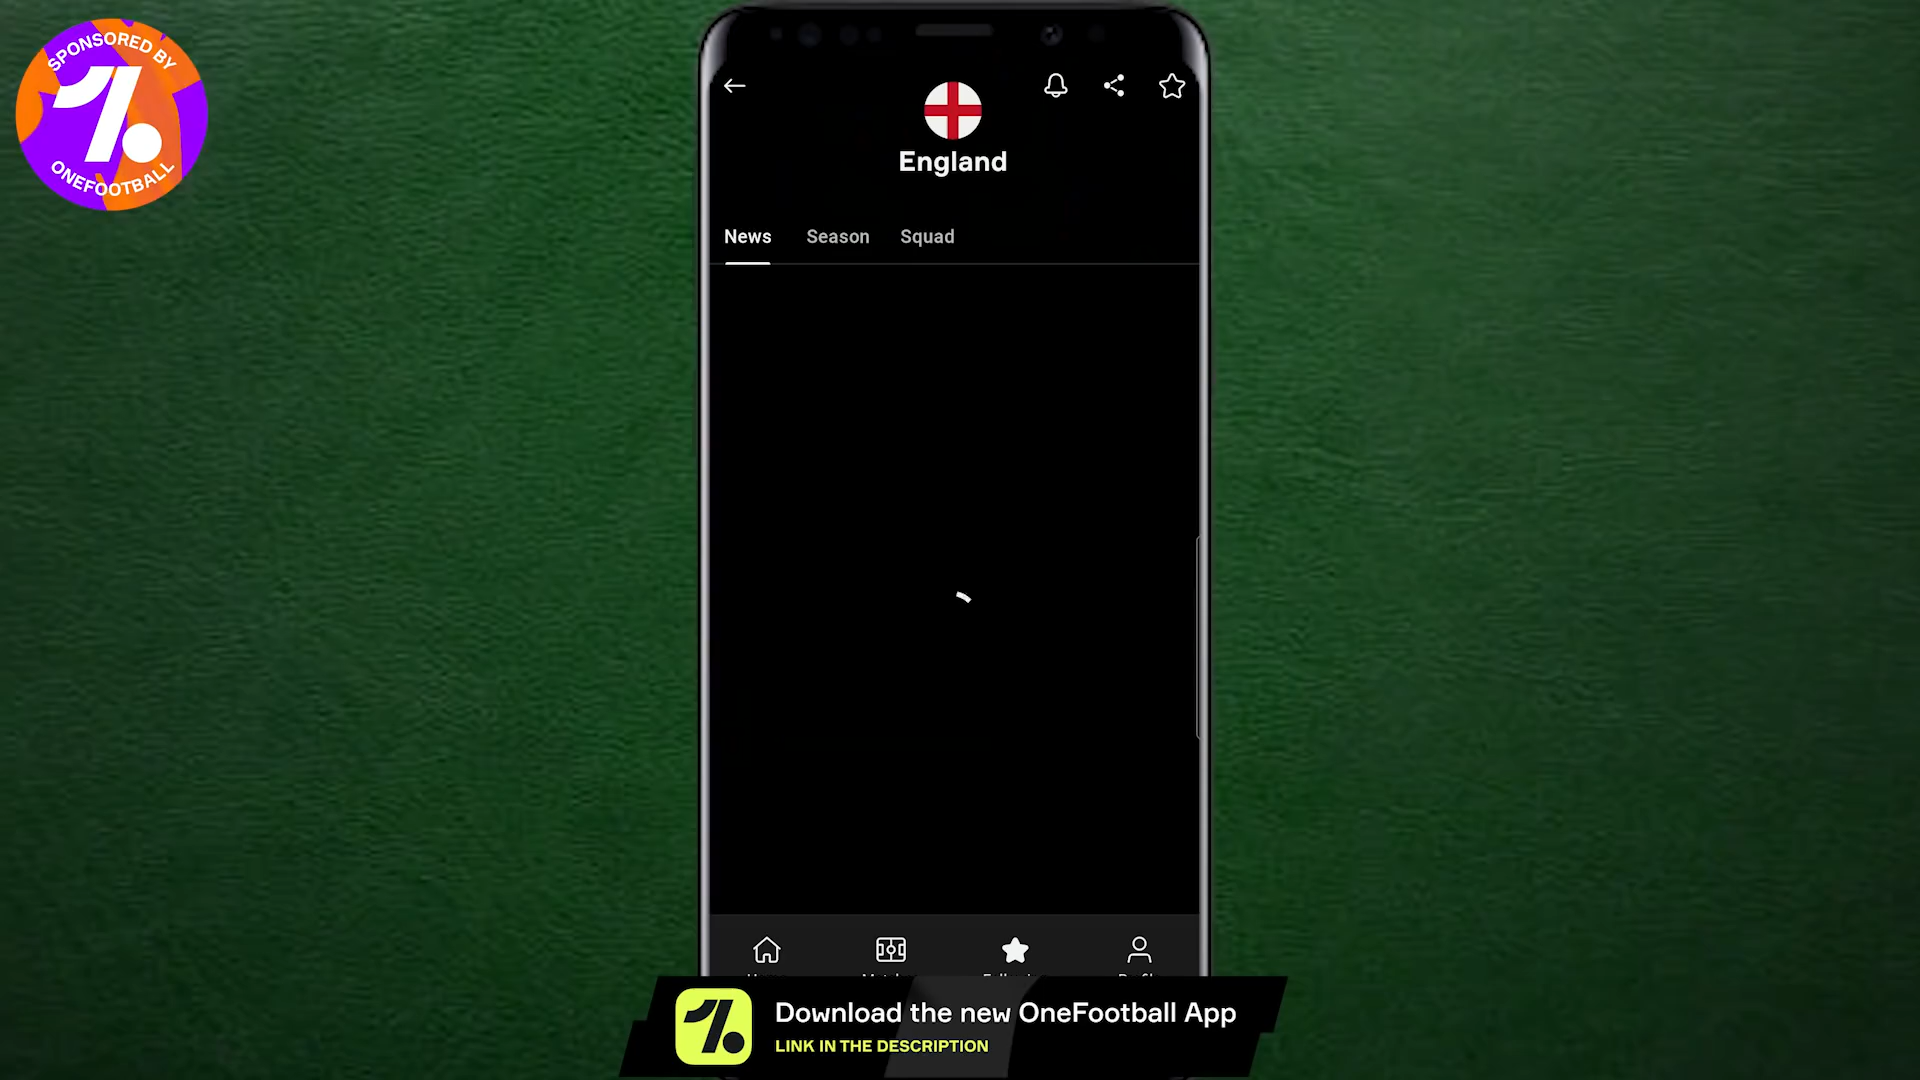 SPONSORED BY
ONEFOOTBALL
England
News Season Squad
Download the new OneFootball App
LINK IN THE DESCRIPTION